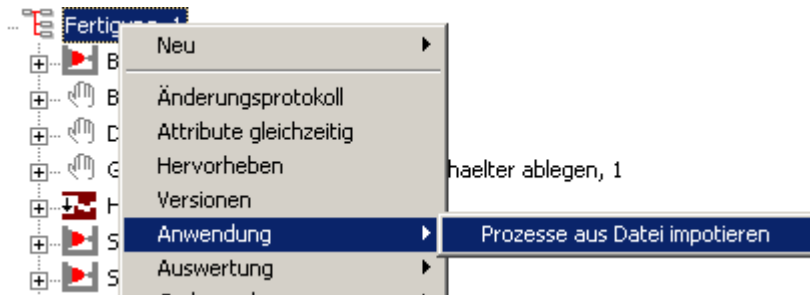 Fertigung, 1
Neu
B
B
Änderungsprotokoll
D
Attribute gleichzeitig
G
Hervorheben
haelter ablegen, 1
H
Versionen
S
Anwendung
Prozesse aus Datei impotieren
S
Auswertung